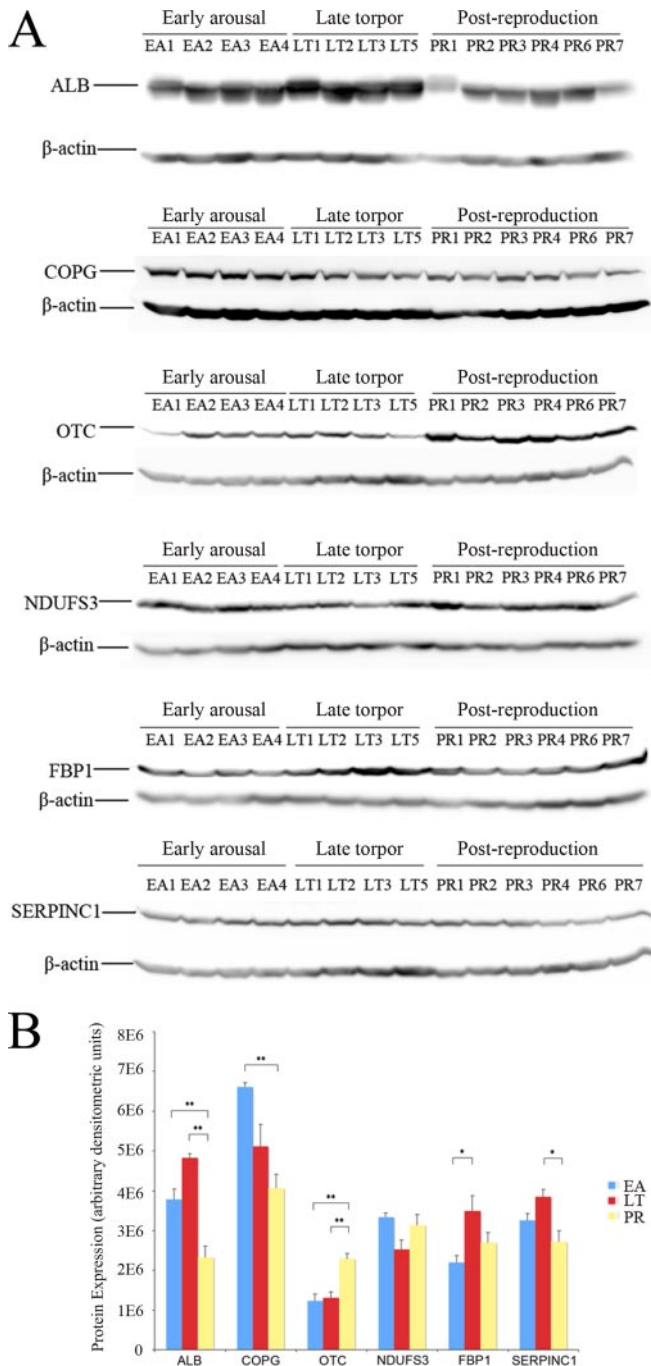 A
Early arousal Late torpor Post-reproduction
EA1 EA2 EA3 EA4 LT1 LT2 LT3 LT5 PR1 PR2 PR3 PR4 PR6 PR7
ALB
β-actin
Early arousal Late torpor Post-reproduction
EA1 EA2 EA3 EA4 LT1 LT2 LT3 LT5 PR1 PR2 PR3 PR4 PR6 PR7
COPG
β-actin
Early arousal Late torpor Post-reproduction
EA1 EA2 EA3 EA4 LT1 LT2 LT3 LT5 PR1 PR2 PR3 PR4 PR6 PR7
OTC
β-actin
Early arousal Late torpor Post-reproduction
EA1 EA2 EA3 EA4 LT1 LT2 LT3 LT5 PR1 PR2 PR3 PR4 PR6 PR7
NDUFS3
β-actin
Early arousal Late torpor Post-reproduction
EA1 EA2 EA3 EA4 LT1 LT2 LT3 LT5 PR1 PR2 PR3 PR4 PR6 PR7
FBP1
β-actin
Early arousal Late torpor Post-reproduction
EA1 EA2 EA3 EA4 LT1 LT2 LT3 LT5 PR1 PR2 PR3 PR4 PR6 PR7
SERPINC1
β-actin
B
Protein Expression (arbitrary densitometric units)
8E6
7E6
6E6
5E6
4E6
3E6
2E6
1E6
0
** ** ** ** ** * *
EA
LT
PR
ALB COPG OTC NDUFS3 FBP1 SERPINC1